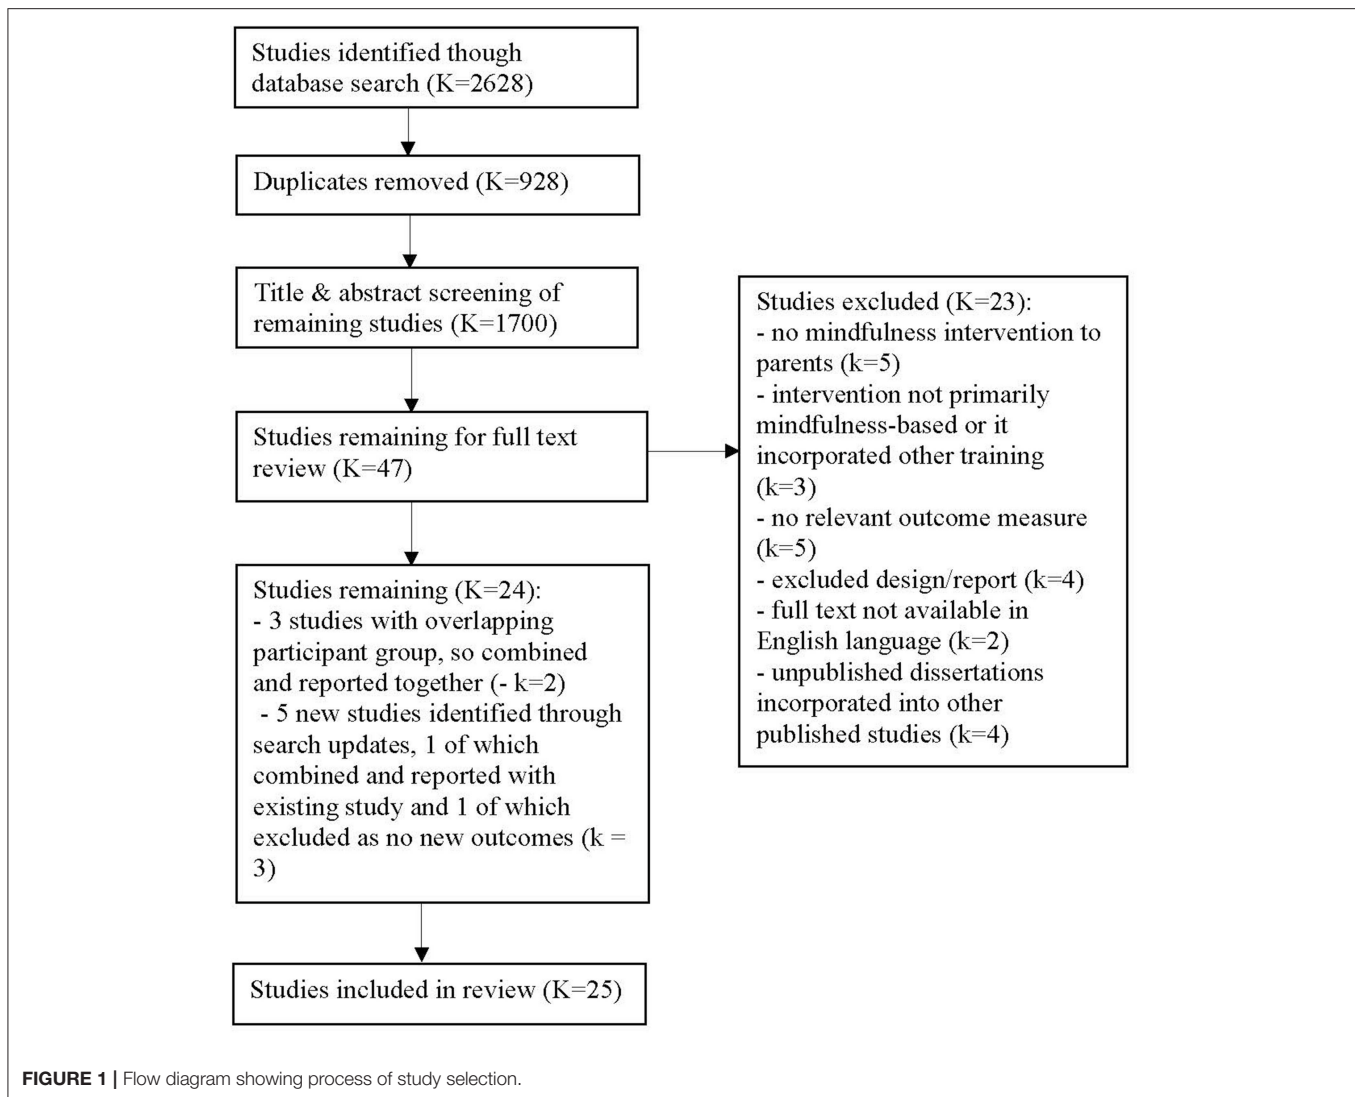 Studies identified though
database search (K=2628)
Duplicates removed (K=928)
Title & abstract screening of
remaining studies (K=1700)
Studies remaining for full text
review (K=47)
Studies excluded (K=23):
- no mindfulness intervention to
parents (k=5)
- intervention not primarily
mindfulness-based or it
incorporated other training
(k=3)
- no relevant outcome measure
(k=5)
- excluded design/report (k=4)
- full text not available in
English language (k=2)
- unpublished dissertations
incorporated into other
published studies (k=4)
Studies remaining (K=24):
- 3 studies with overlapping
participant group, so combined
and reported together (- k=2)
- 5 new studies identified through
search updates, 1 of which
combined and reported with
existing study and 1 of which
excluded as no new outcomes (k =
3)
Studies included in review (K=25)
FIGURE 1 | Flow diagram showing process of study selection.